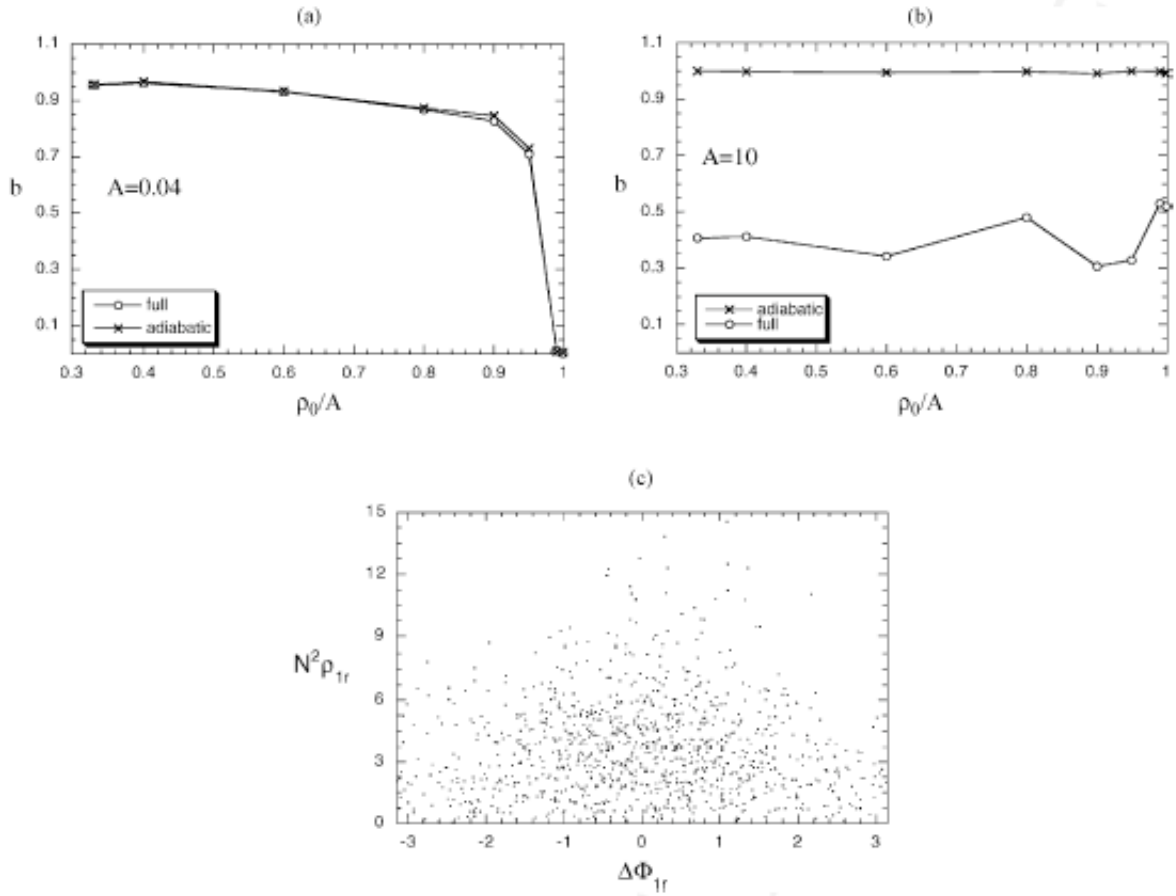 (a)
1.1
0.9
0.7
b
A=0.04
0.5
0.3
full
adiabatic
0.1
0.3 0.4 0.5 0.6 0.7 0.8 0.9 1
ρ₀/A
(b)
1.1
0.9
0.7
A=10
b
0.5
0.3
adiabatic
full
0.1
0.3 0.4 0.5 0.6 0.7 0.8 0.9 1
ρ₀/A
(c)
15
12
9
N²ρ₁ᵣ
6
3
0
-3 -2 -1 0 1 2 3
ΔΦ₁ᵣ